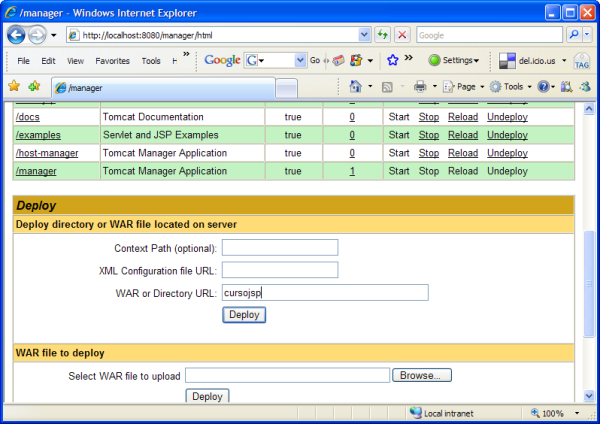 /manager - Windows Internet Explorer
http://localhost:8080/manager/html
Google
File Edit View Favorites Tools H » Google G Go » Settings del.icio.us TAG
/manager Page Tools
/docs Tomcat Documentation true 0 Start Stop Reload Undeploy
/examples Servlet and JSP Examples true 0 Start Stop Reload Undeploy
/host-manager Tomcat Manager Application true 0 Start Stop Reload Undeploy
/manager Tomcat Manager Application true 1 Start Stop Reload Undeploy
Deploy
Deploy directory or WAR file located on server
Context Path (optional):
XML Configuration file URL:
WAR or Directory URL: cursojsp
Deploy
WAR file to deploy
Select WAR file to upload Browse...
Deploy
Local intranet 100%